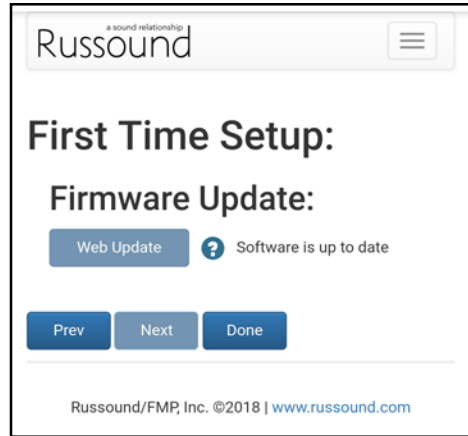 a sound relationship
Russound
First Time Setup:
Firmware Update:
Web Update ? Software is up to date
Prev Next Done
Russound/FMP, Inc. ©2018 | www.russound.com